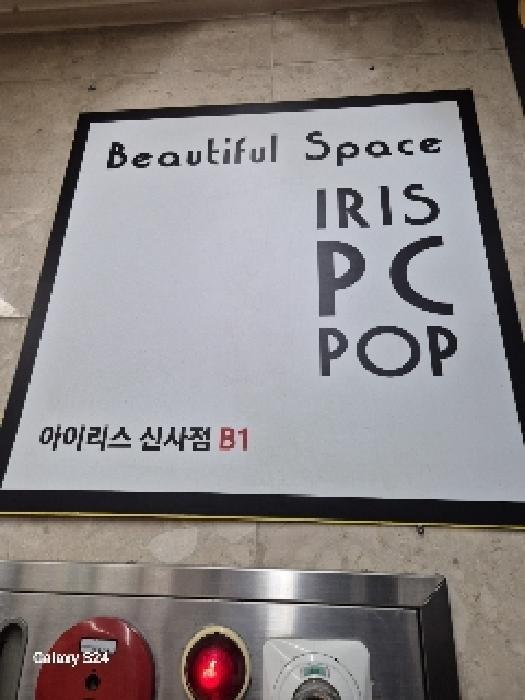 Beautiful Space
IRIS
PC
POP
아이리스 신사점 B1
Galaxy S24